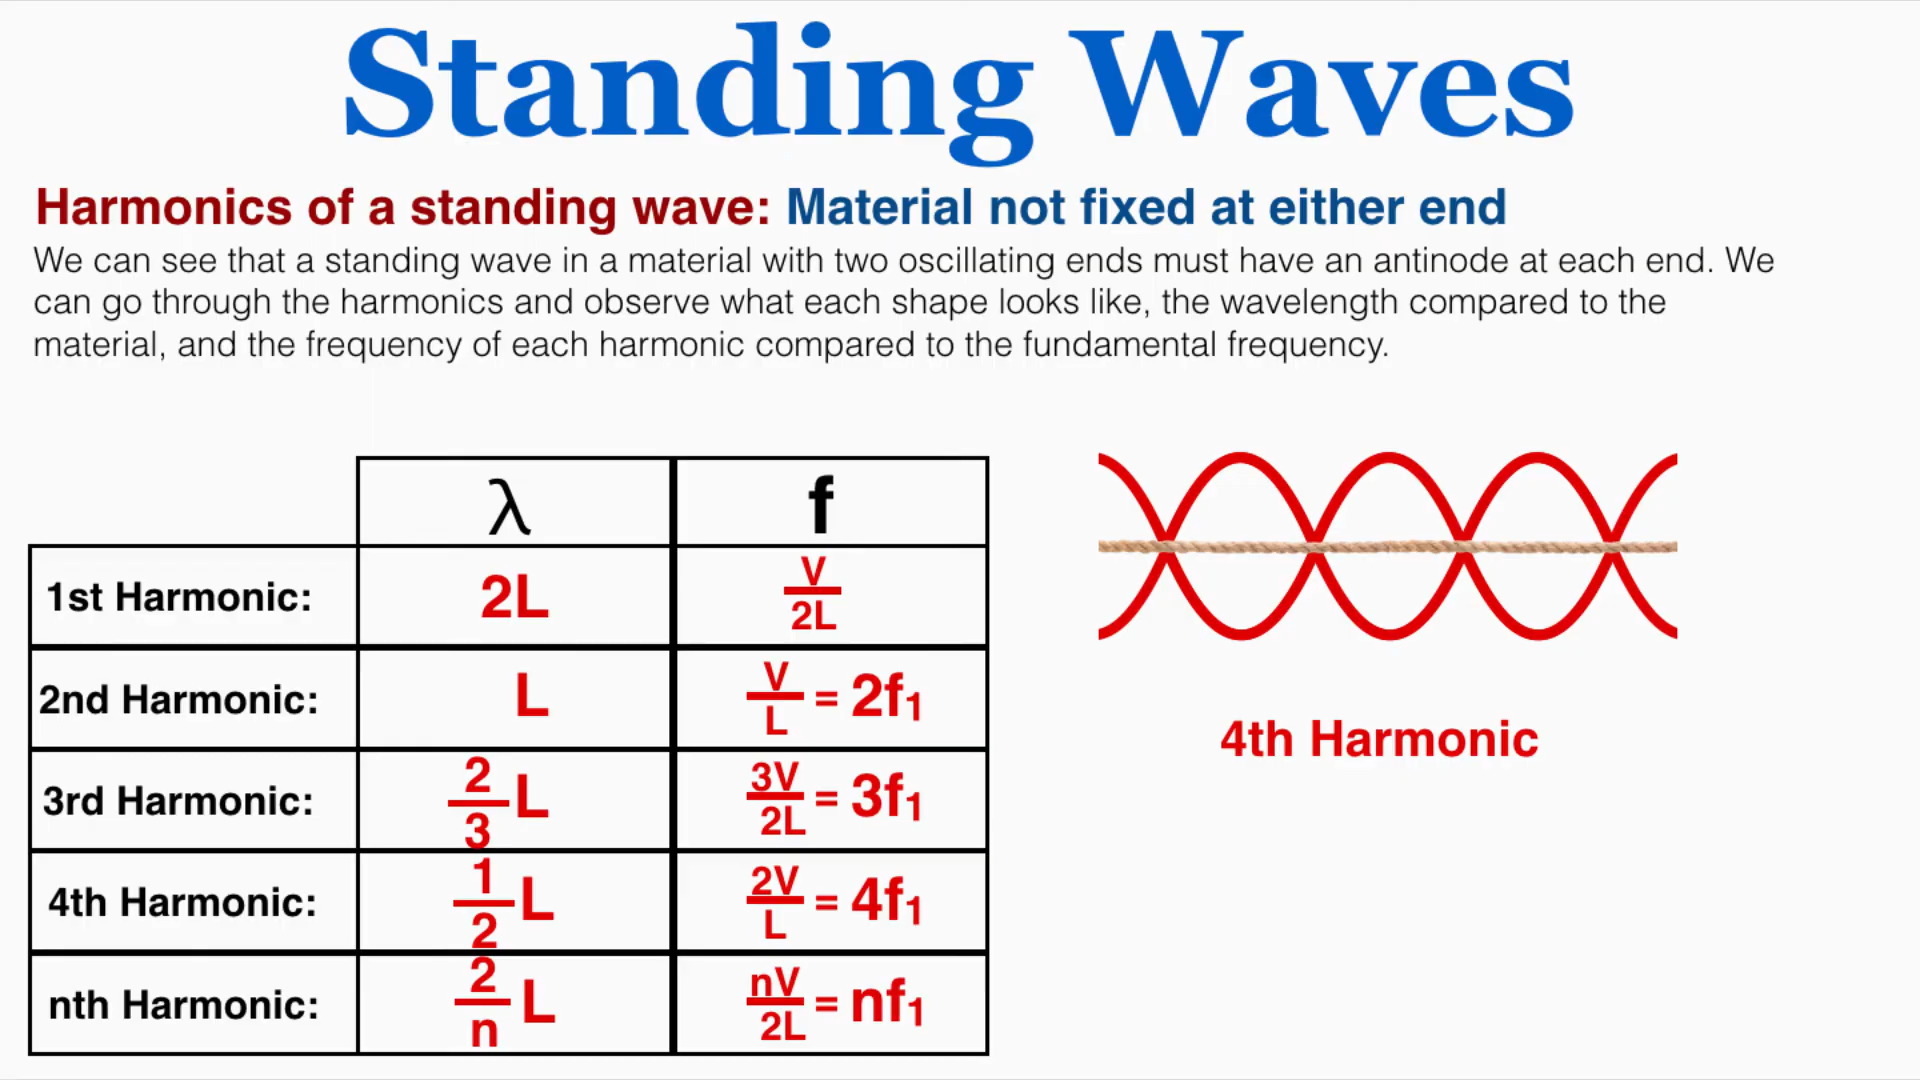 Standing Waves
Harmonics of a standing wave: Material not fixed at either end
We can see that a standing wave in a material with two oscillating ends must have an antinode at each end. We
can go through the harmonics and observe what each shape looks like, the wavelength compared to the
material, and the frequency of each harmonic compared to the fundamental frequency.
λ f
1st Harmonic: 2L V/2L
2nd Harmonic: L V/L = 2f₁
3rd Harmonic: 2/3 L 3V/2L = 3f₁
4th Harmonic: 1/2 L 2V/L = 4f₁
nth Harmonic: 2/n L nV/2L = nf₁
4th Harmonic